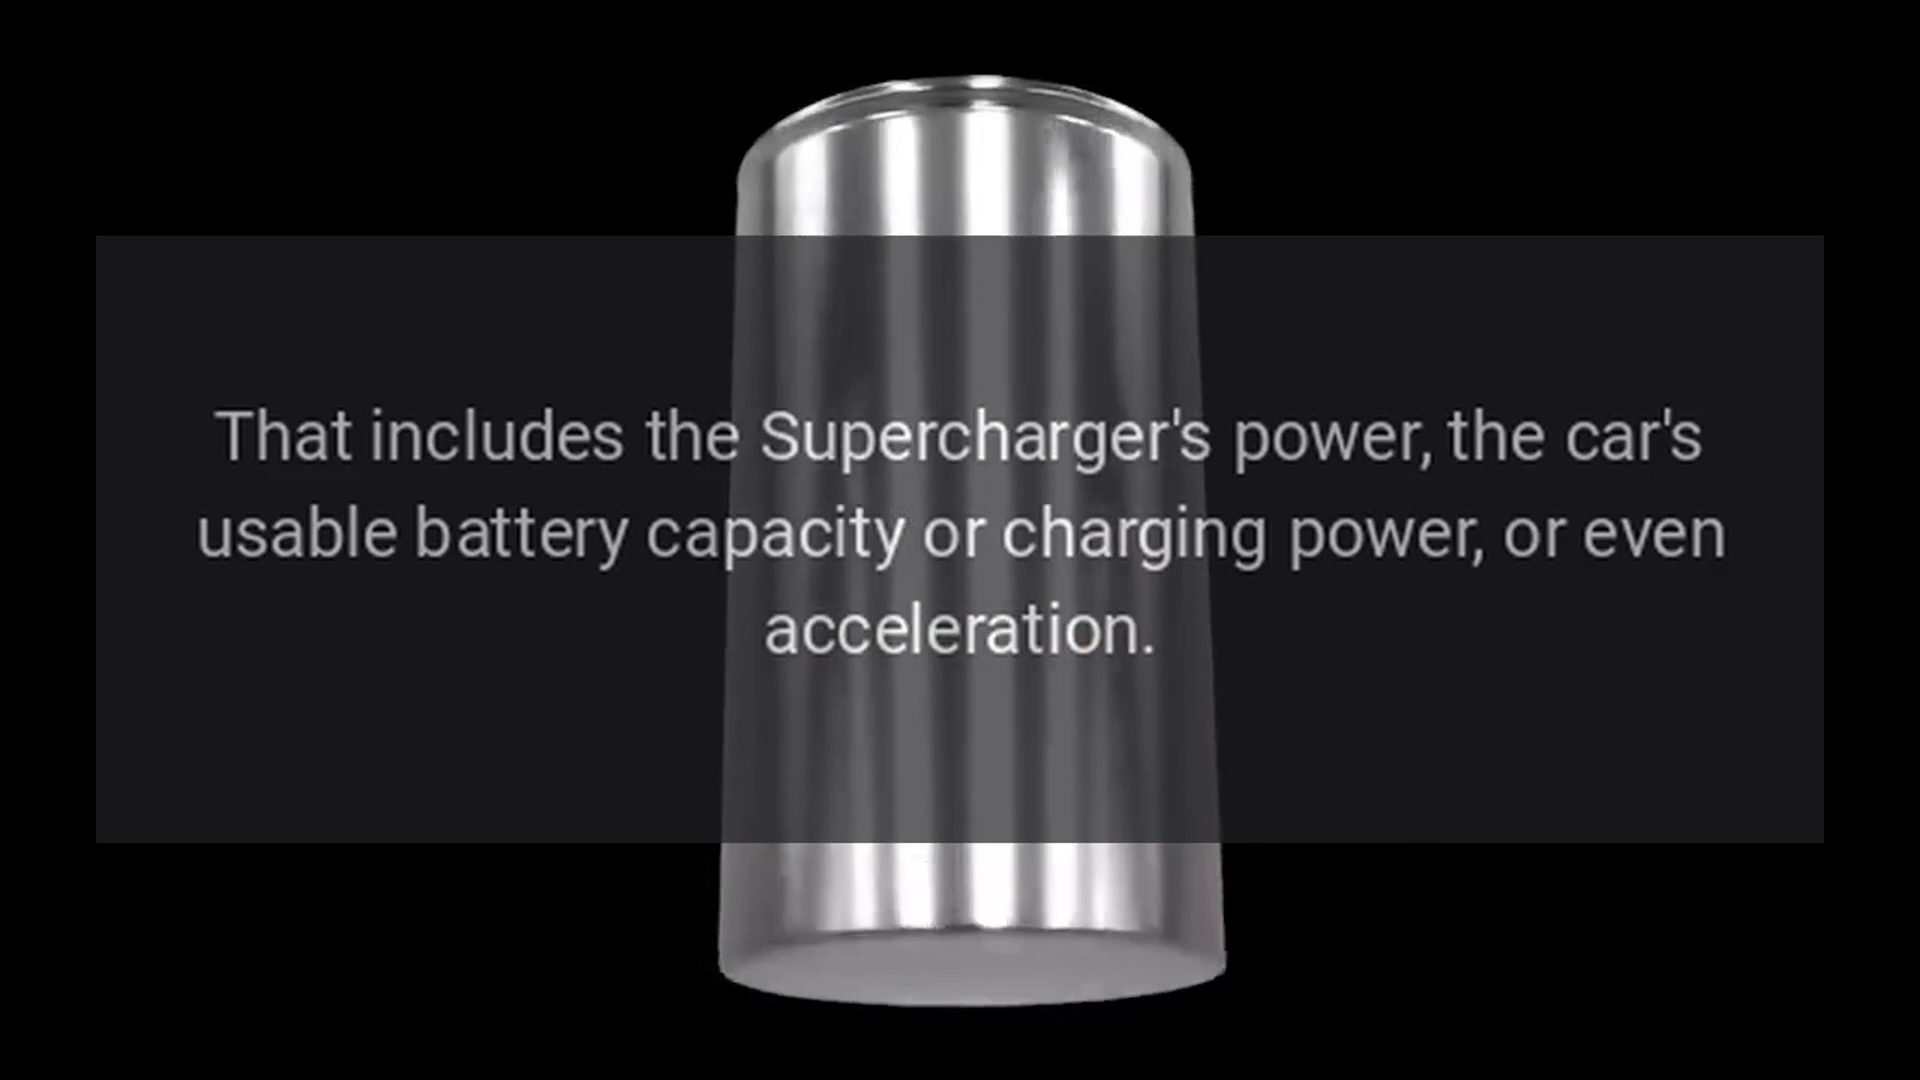 That includes the Supercharger's power, the car's
usable battery capacity or charging power, or even
acceleration.